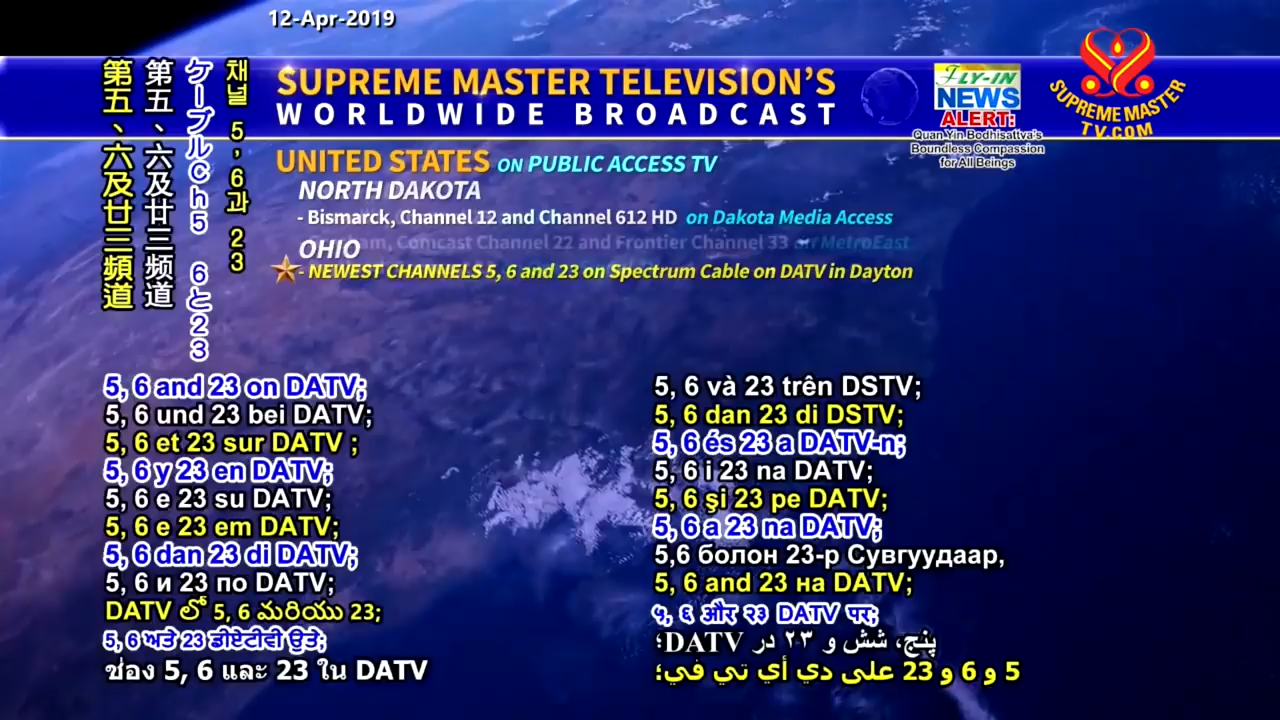 12-Apr-2019
第五、六及廿三頻道
第五、六及廿三频道
ケーブルCh5 6と23
채널 5, 6과 23
SUPREME MASTER TELEVISION'S
WORLDWIDE BROADCAST
FLY-IN
NEWS
ALERT:
Quan Yin Bodhisattva's
Boundless Compassion
for All Beings
SUPREME MASTER
TV.COM
UNITED STATES ON PUBLIC ACCESS TV
NORTH DAKOTA
- Bismarck, Channel 12 and Channel 612 HD on Dakota Media Access
am, Comcast Channel 22 and Frontier Channel 33 on MetroEast
OHIO
- NEWEST CHANNELS 5, 6 and 23 on Spectrum Cable on DATV in Dayton
5, 6 and 23 on DATV;
5, 6 und 23 bei DATV;
5, 6 et 23 sur DATV ;
5, 6 y 23 en DATV;
5, 6 e 23 su DATV;
5, 6 e 23 em DATV;
5, 6 dan 23 di DATV;
5, 6 и 23 по DATV;
DATV లో 5, 6 మరియు 23;
5, 6 ਅਤੇ 23 ਡੀਏਟੀਵੀ ਉਤੇ;
ช่อง 5, 6 และ 23 ใน DATV
5, 6 và 23 trên DSTV;
5, 6 dan 23 di DSTV;
5, 6 és 23 a DATV-n;
5, 6 i 23 na DATV;
5, 6 şi 23 pe DATV;
5, 6 a 23 na DATV;
5,6 болон 23-р Сувгуудаар,
5, 6 and 23 на DATV;
५, ६ और २३ DATV पर;
پنج، شش و ۲۳ در DATV؛
5 و 6 و 23 على دي أي تي في؛